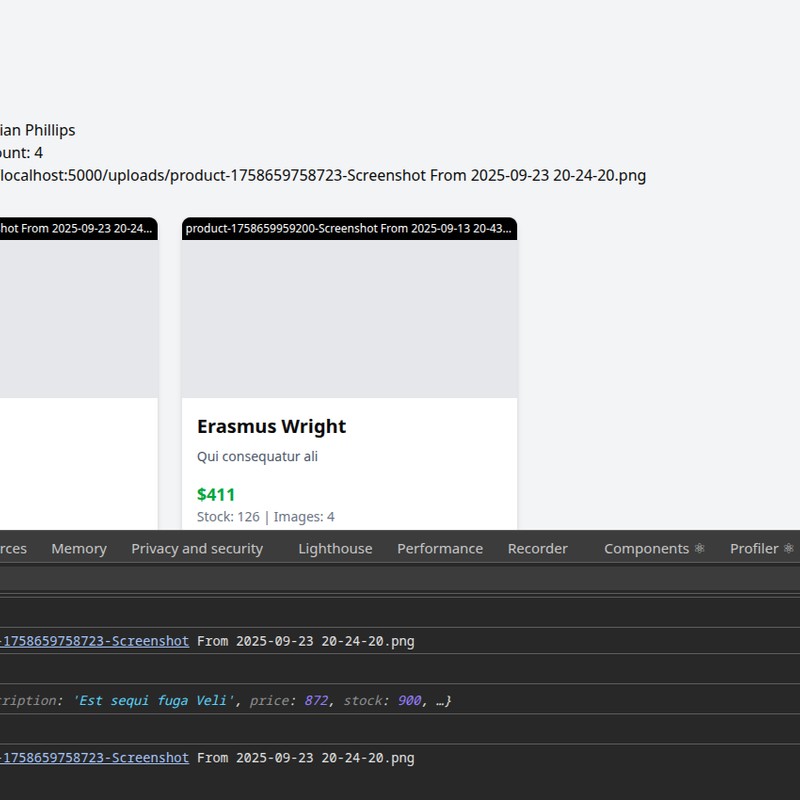 ian Phillips
ount: 4
localhost:5000/uploads/product-1758659758723-Screenshot From 2025-09-23 20-24-20.png
hot From 2025-09-23 20-24...
product-1758659959200-Screenshot From 2025-09-13 20-43...
Erasmus Wright
Qui consequatur ali
$411
Stock: 126 | Images: 4
rces Memory Privacy and security Lighthouse Performance Recorder Components ⚛ Profiler ⚛
-1758659758723-Screenshot From 2025-09-23 20-24-20.png
cription: 'Est sequi fuga Veli', price: 872, stock: 900, …}
-1758659758723-Screenshot From 2025-09-23 20-24-20.png